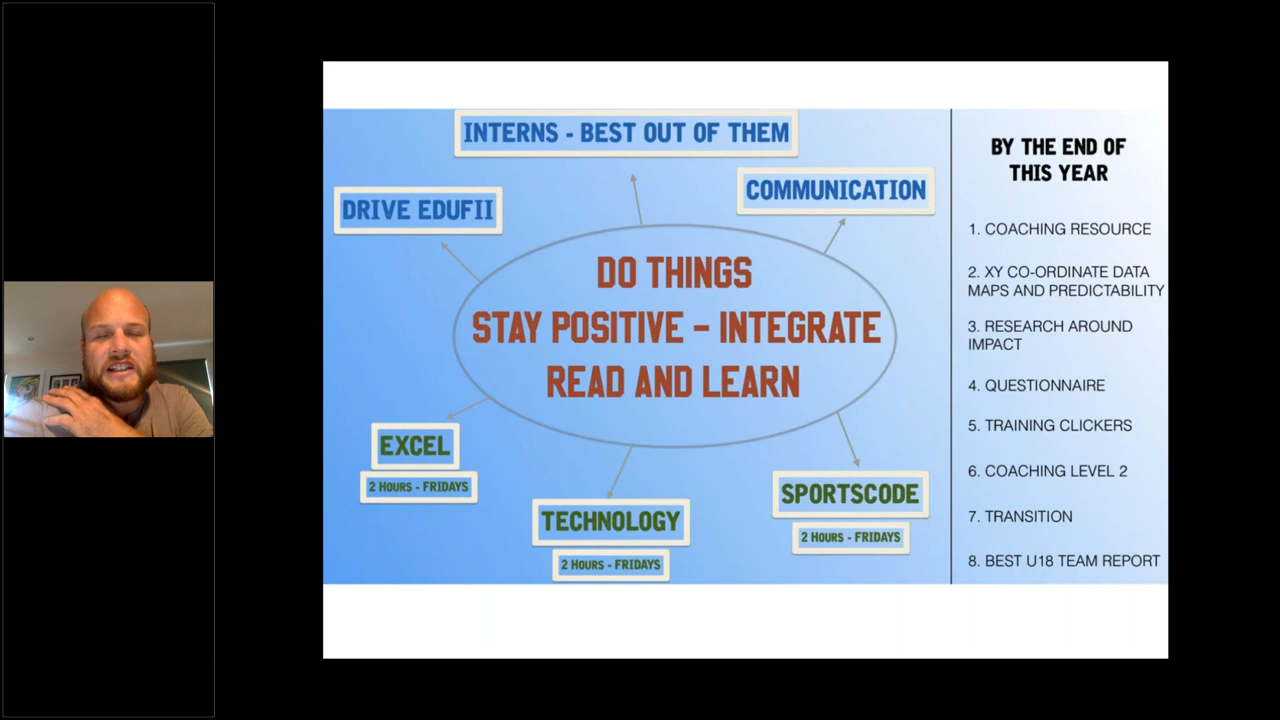 INTERNS - BEST OUT OF THEM
COMMUNICATION
DRIVE EDUFII
DO THINGS
STAY POSITIVE – INTEGRATE
READ AND LEARN
EXCEL
2 HOURS - FRIDAYS
TECHNOLOGY
2 HOURS - FRIDAYS
SPORTSCODE
2 HOURS - FRIDAYS
BY THE END OF
THIS YEAR
1. COACHING RESOURCE
2. XY CO-ORDINATE DATA
MAPS AND PREDICTABILITY
3. RESEARCH AROUND
IMPACT
4. QUESTIONNAIRE
5. TRAINING CLICKERS
6. COACHING LEVEL 2
7. TRANSITION
8. BEST U18 TEAM REPORT